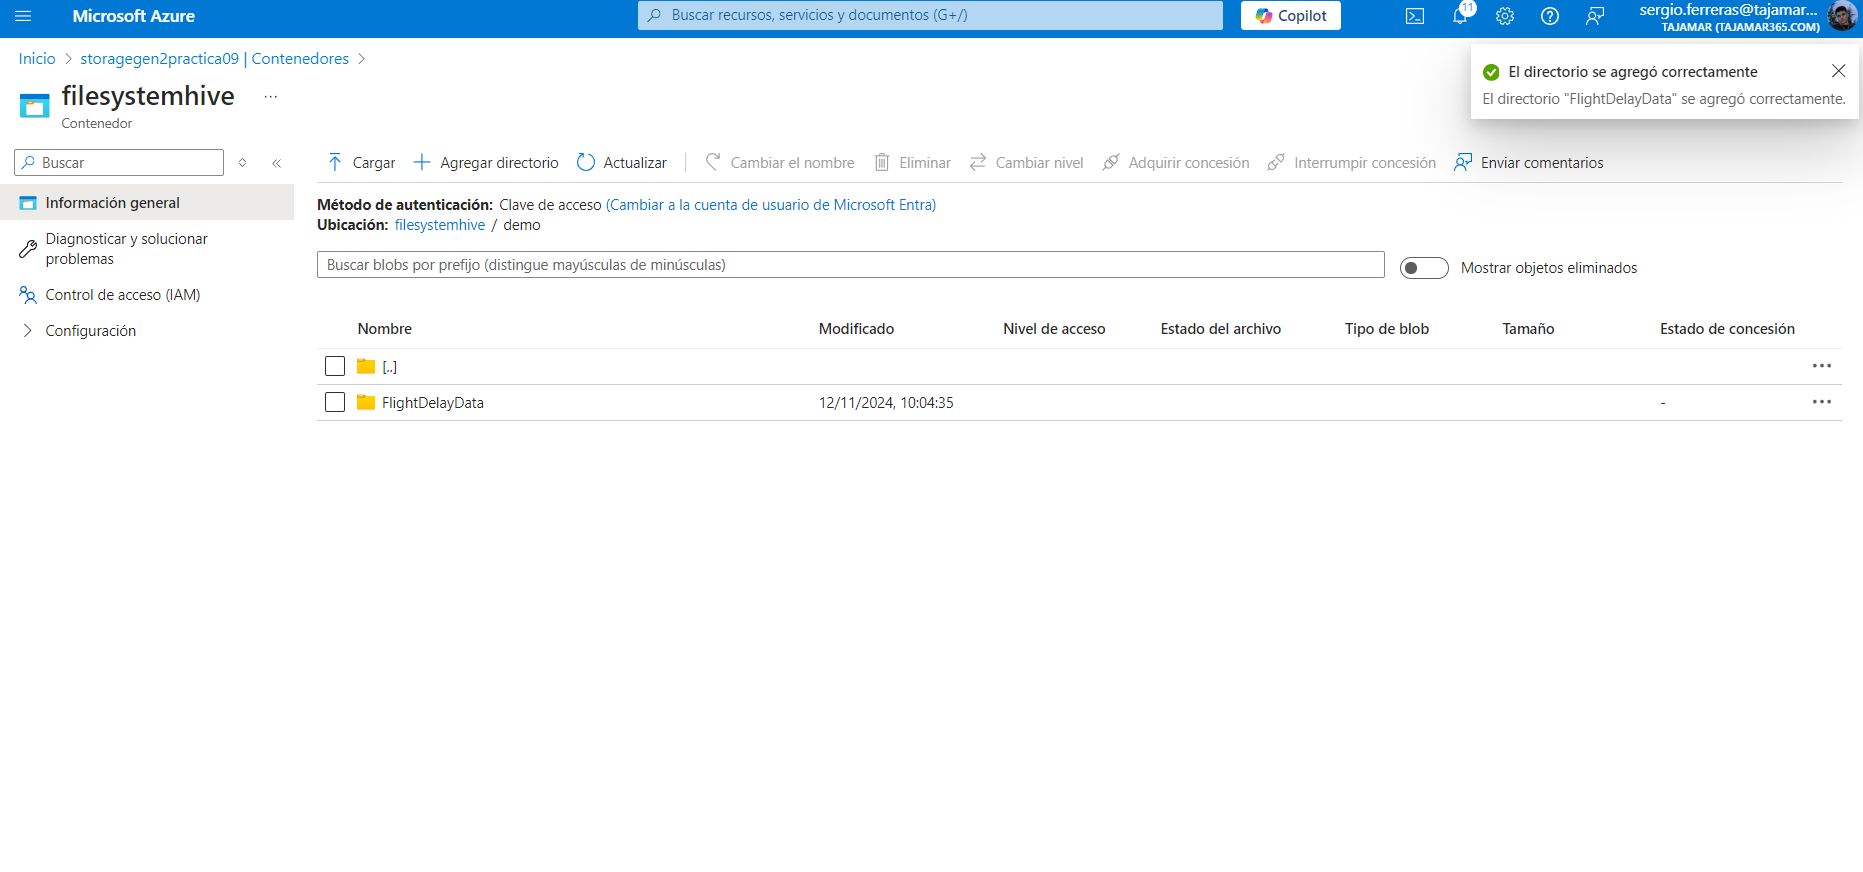 Microsoft Azure
Buscar recursos, servicios y documentos (G+/)
Copilot
11
sergio.ferreras@tajamar...
TAJAMAR (TAJAMAR365.COM)
Inicio > storagegen2practica09 | Contenedores >
El directorio se agregó correctamente
El directorio "FlightDelayData" se agregó correctamente.
filesystemhive ...
Contenedor
Buscar
Información general
Diagnosticar y solucionar
problemas
Control de acceso (IAM)
Configuración
Cargar Agregar directorio Actualizar Cambiar el nombre Eliminar Cambiar nivel Adquirir concesión Interrumpir concesión Enviar comentarios
Método de autenticación: Clave de acceso (Cambiar a la cuenta de usuario de Microsoft Entra)
Ubicación: filesystemhive / demo
Buscar blobs por prefijo (distingue mayúsculas de minúsculas)
Mostrar objetos eliminados
Nombre Modificado Nivel de acceso Estado del archivo Tipo de blob Tamaño Estado de concesión
[..]
FlightDelayData 12/11/2024, 10:04:35 -